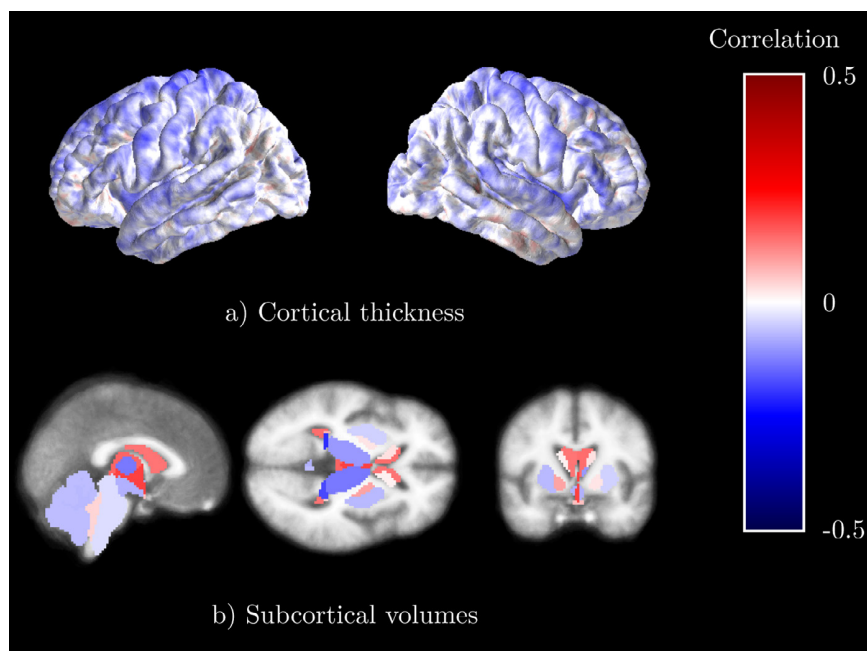 Correlation
0.5
0
-0.5
a) Cortical thickness
b) Subcortical volumes